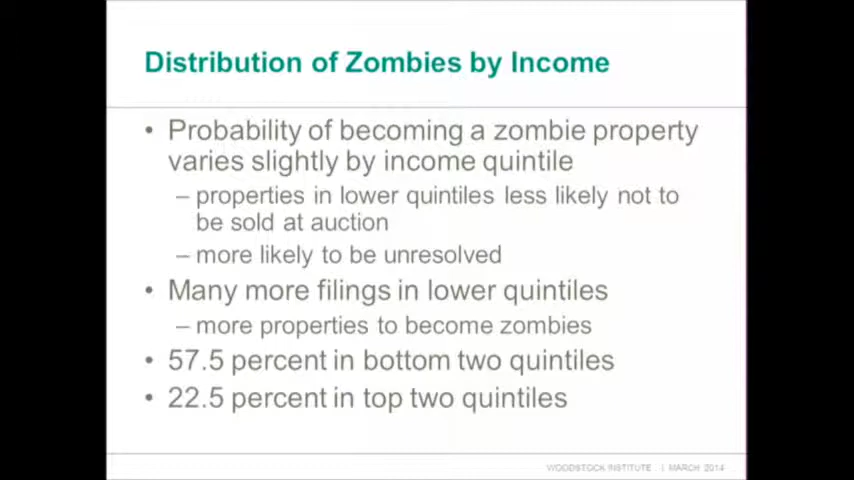 Distribution of Zombies by Income
• Probability of becoming a zombie property
varies slightly by income quintile
– properties in lower quintiles less likely not to
be sold at auction
– more likely to be unresolved
• Many more filings in lower quintiles
– more properties to become zombies
• 57.5 percent in bottom two quintiles
• 22.5 percent in top two quintiles
WOODSTOCK INSTITUTE | MARCH 2014